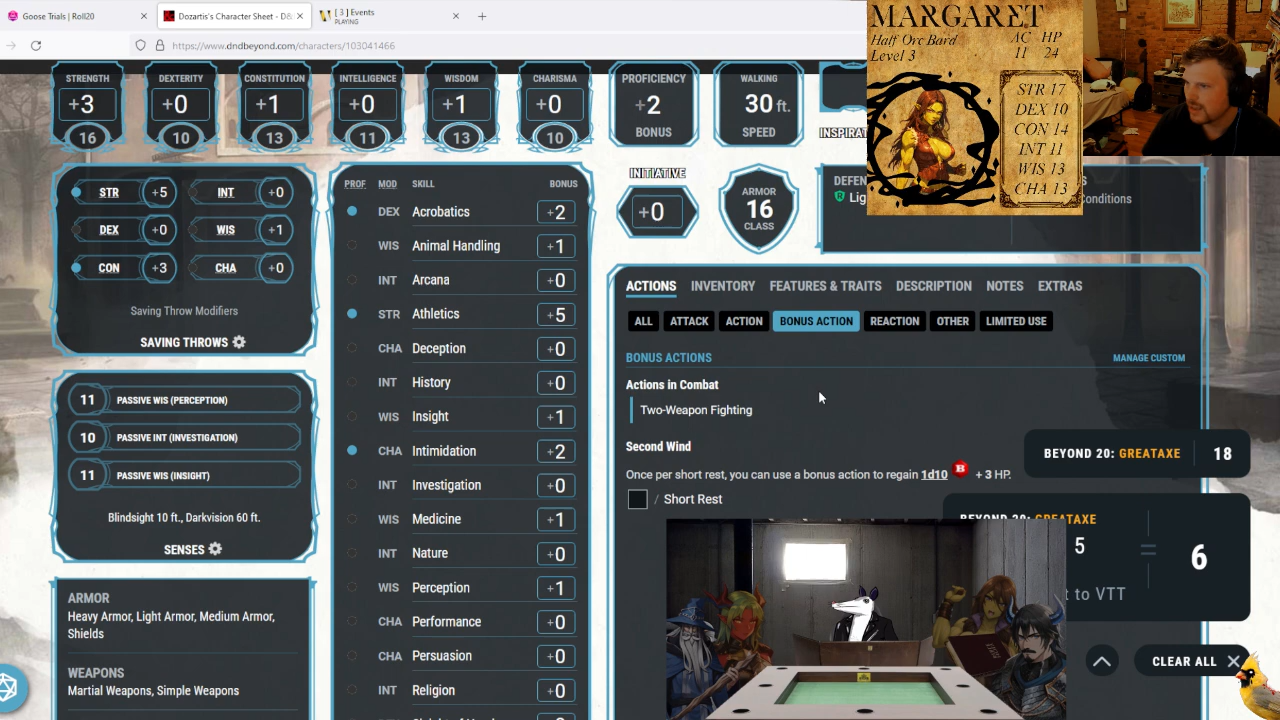 Goose Trials | Roll20
Dozartis's Character Sheet - D&
[ 3 ] Events
PLAYING
https://www.dndbeyond.com/characters/103041466
STRENGTH
+3
16
DEXTERITY
+0
10
CONSTITUTION
+1
13
INTELLIGENCE
+0
11
WISDOM
+1
13
CHARISMA
+0
10
PROFICIENCY
+2
BONUS
WALKING
30 ft.
SPEED
INSPIRAT
MARGARET
Half Orc Bard
Level 3
AC HP
11 24
STR 17
DEX 10
CON 14
INT 11
WIS 13
CHA 13
STR +5
INT +0
DEX +0
WIS +1
CON +3
CHA +0
Saving Throw Modifiers
SAVING THROWS
11 PASSIVE WIS (PERCEPTION)
10 PASSIVE INT (INVESTIGATION)
11 PASSIVE WIS (INSIGHT)
Blindsight 10 ft., Darkvision 60 ft.
SENSES
ARMOR
Heavy Armor, Light Armor, Medium Armor,
Shields
WEAPONS
Martial Weapons, Simple Weapons
PROF MOD SKILL BONUS
DEX Acrobatics +2
WIS Animal Handling +1
INT Arcana +0
STR Athletics +5
CHA Deception +0
INT History +0
WIS Insight +1
CHA Intimidation +2
INT Investigation +0
WIS Medicine +1
INT Nature +0
WIS Perception +1
CHA Performance +0
CHA Persuasion +0
INT Religion +0
INITIATIVE
+0
ARMOR
16
CLASS
DEFEN
Lig
S
onditions
ACTIONS INVENTORY FEATURES & TRAITS DESCRIPTION NOTES EXTRAS
ALL ATTACK ACTION BONUS ACTION REACTION OTHER LIMITED USE
BONUS ACTIONS
MANAGE CUSTOM
Actions in Combat
Two-Weapon Fighting
Second Wind
Once per short rest, you can use a bonus action to regain 1d10 B + 3 HP.
/ Short Rest
BEYOND 20: GREATAXE 18
BEYOND 20: GREATAXE
5 = 6
t to VTT
CLEAR ALL